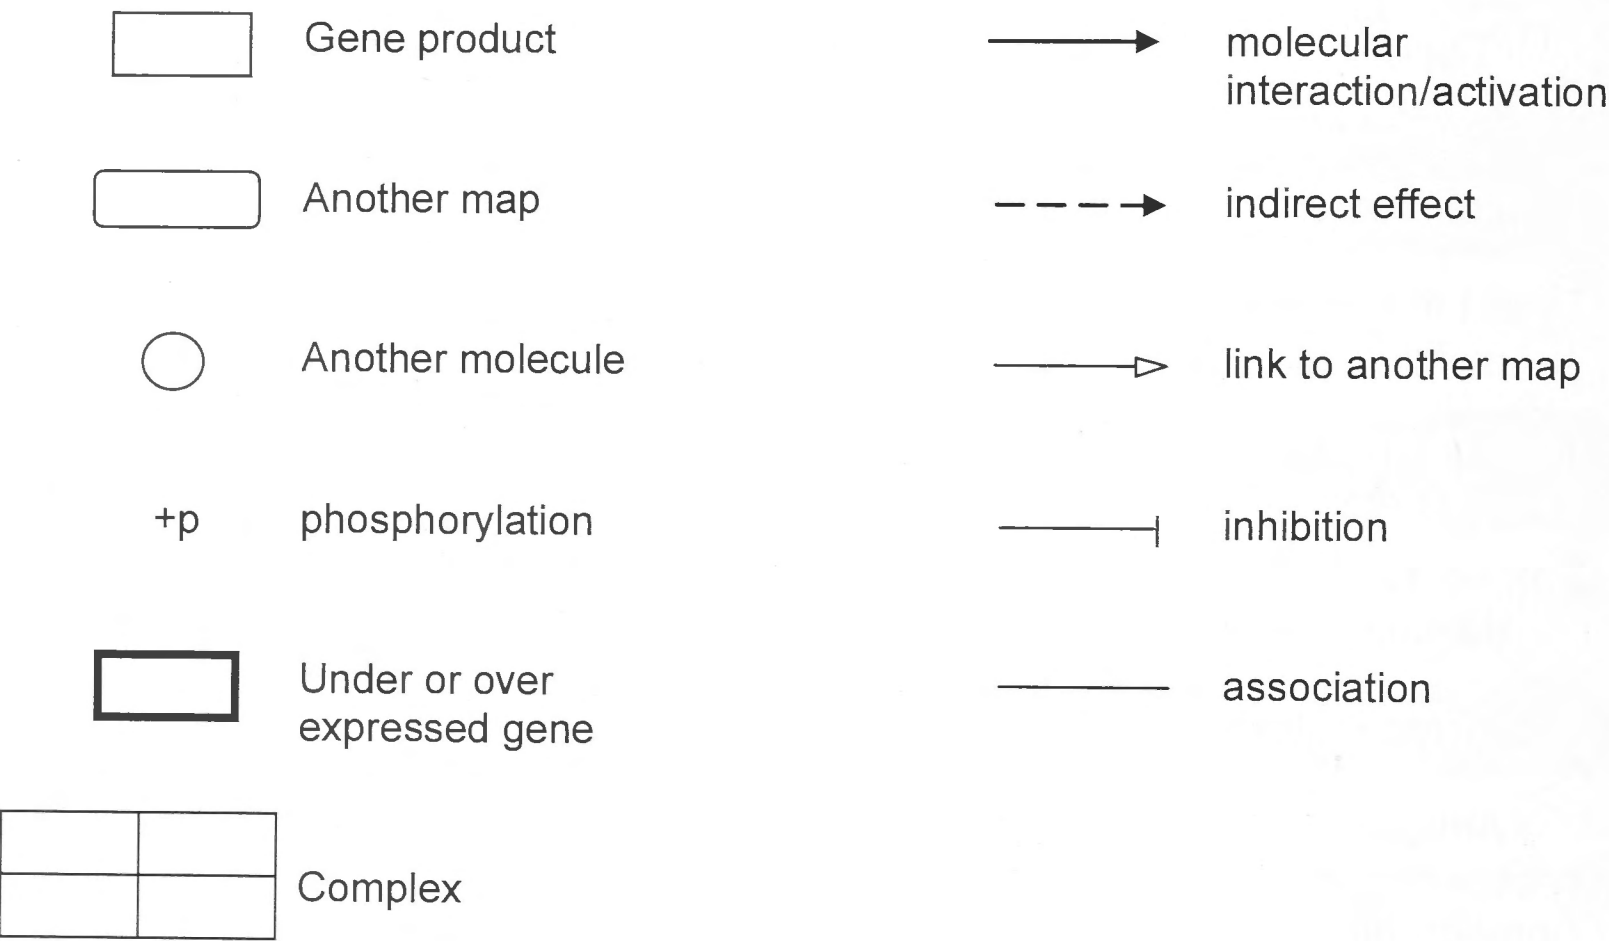 Gene product
Another map
Another molecule
+p phosphorylation
Under or over
expressed gene
Complex
molecular
interaction/activation
indirect effect
link to another map
inhibition
association